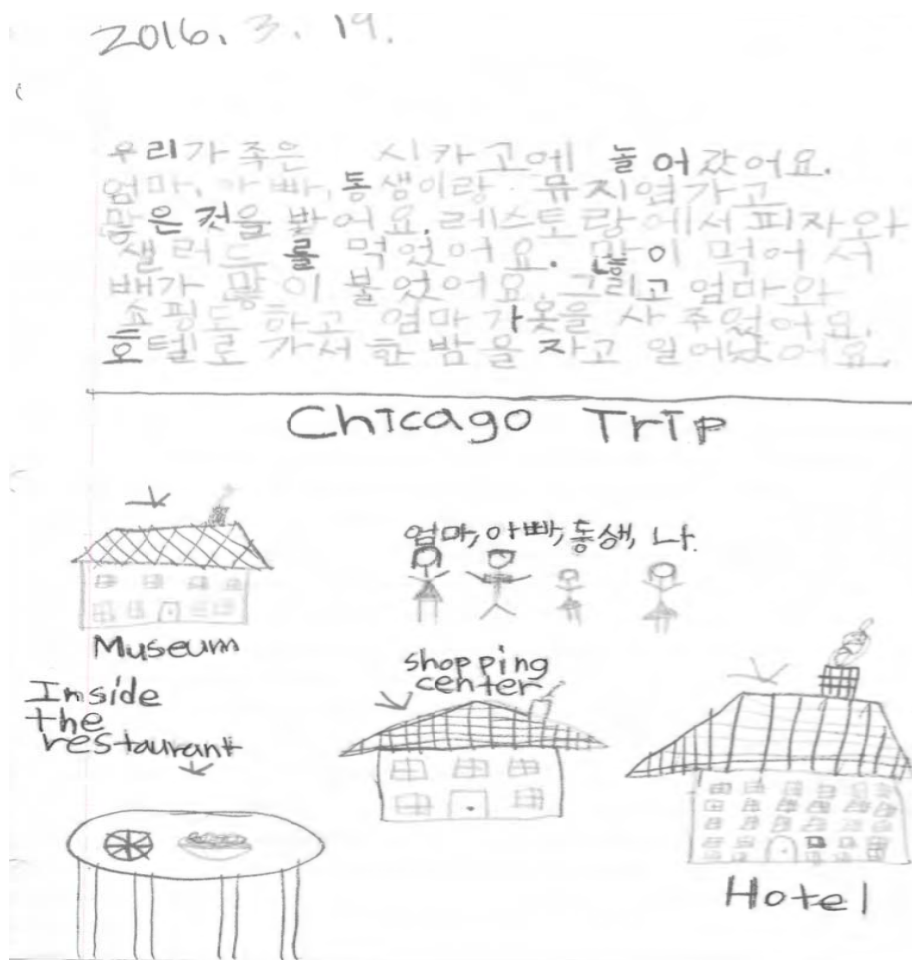 2016. 3. 19.
우리가 죽은 시카고에 놀어갔어요.
엄마, 아빠, 동생이랑 뮤지엄가고
많은 것을 봤어요. 레스토랑에서 피자와
샐러드를 먹었어요. 많이 먹어서
배가 많이 불었어요. 그리고 엄마와
쇼핑도 하고 엄마가 옷을 사 주었어요.
호텔로 가서 한 밤을 자고 일어났어요.
Chicago Trip
엄마, 아빠, 동생, 나.
Museum
Inside
the
restaurant
shopping
center
Hotel